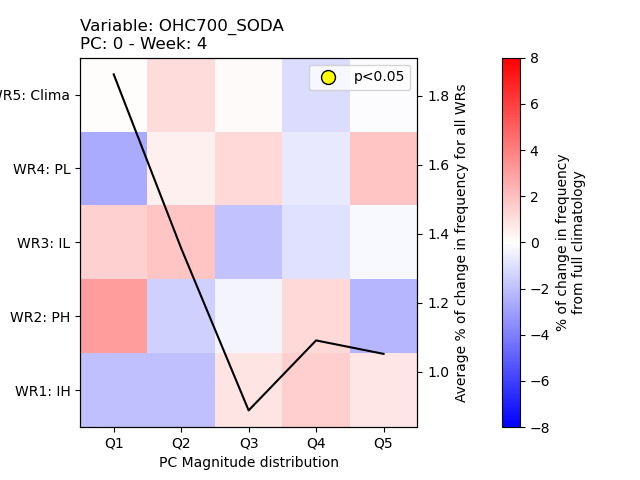 Variable: OHC700_SODA
PC: 0 - Week: 4
p<0.05
WR5: Clima
WR4: PL
WR3: IL
WR2: PH
WR1: IH
Q1 Q2 Q3 Q4 Q5
PC Magnitude distribution
1.8
1.6
1.4
1.2
1.0
Average % of change in frequency for all WRs
8
6
4
2
0
−2
−4
−6
−8
% of change in frequency
from full climatology